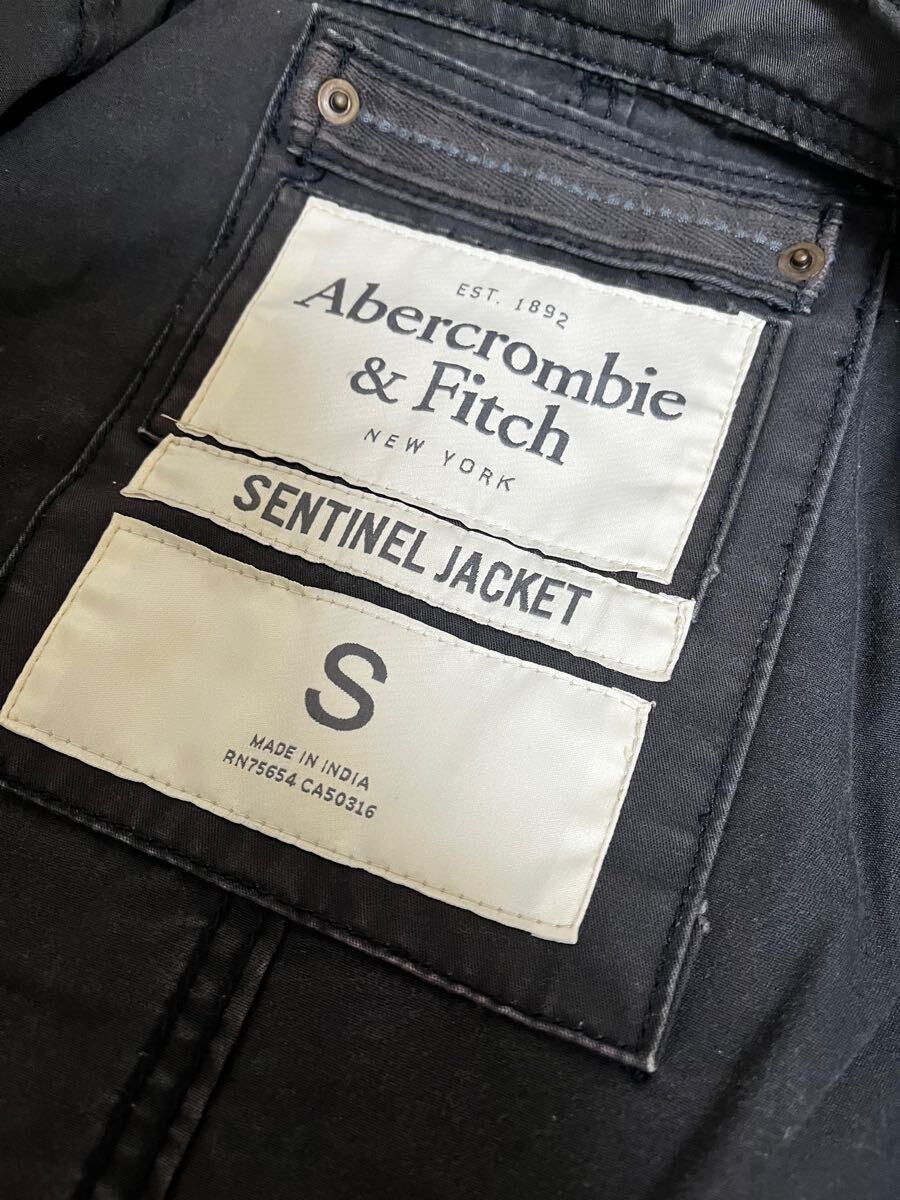 EST. 1892
Abercrombie
& Fitch
NEW YORK
SENTINEL JACKET
S
MADE IN INDIA
RN75654 CA50316